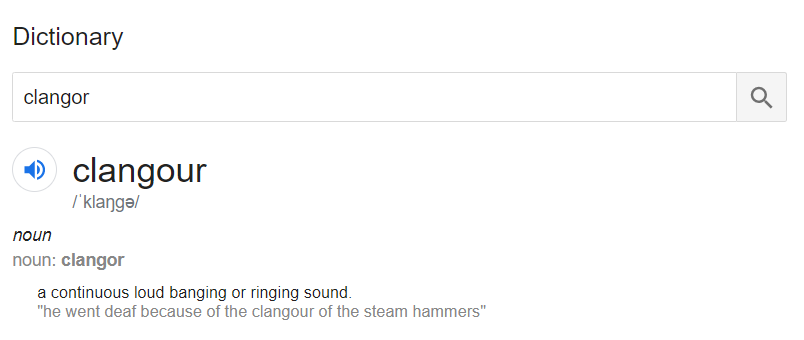 Dictionary
clangor
clangour
/ˈklaŋɡə/
noun
noun: clangor
a continuous loud banging or ringing sound.
"he went deaf because of the clangour of the steam hammers"